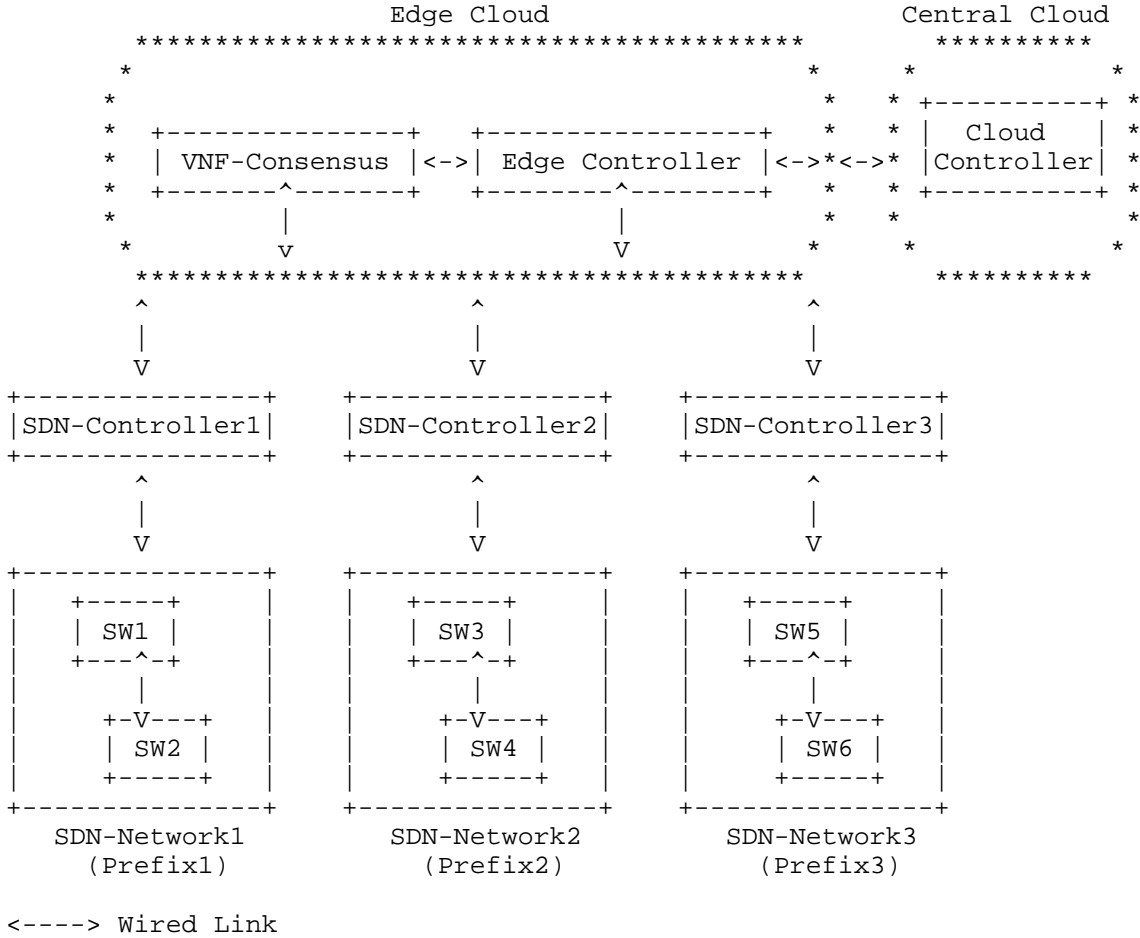 Edge Cloud Central Cloud
VNF-Consensus <-> Edge Controller <-> <-> Cloud Controller
SDN-Controller1 SDN-Controller2 SDN-Controller3
SW1 SW3 SW5
SW2 SW4 SW6
SDN-Network1 SDN-Network2 SDN-Network3
(Prefix1) (Prefix2) (Prefix3)
<----> Wired Link